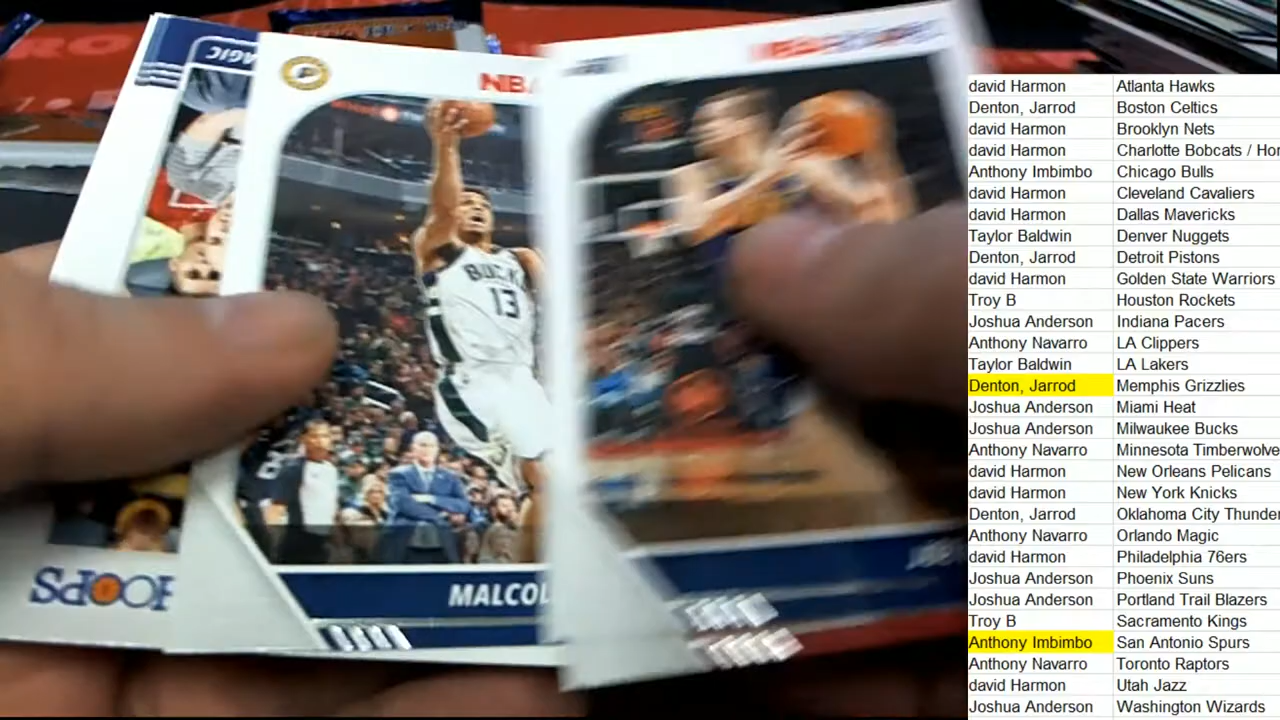 NBA
BUCK
13
MALCOL
HOOPS
david Harmon Atlanta Hawks
Denton, Jarrod Boston Celtics
david Harmon Brooklyn Nets
david Harmon Charlotte Bobcats / Hor
Anthony Imbimbo Chicago Bulls
david Harmon Cleveland Cavaliers
david Harmon Dallas Mavericks
Taylor Baldwin Denver Nuggets
Denton, Jarrod Detroit Pistons
david Harmon Golden State Warriors
Troy B Houston Rockets
Joshua Anderson Indiana Pacers
Anthony Navarro LA Clippers
Taylor Baldwin LA Lakers
Denton, Jarrod Memphis Grizzlies
Joshua Anderson Miami Heat
Joshua Anderson Milwaukee Bucks
Anthony Navarro Minnesota Timberwolve
david Harmon New Orleans Pelicans
david Harmon New York Knicks
Denton, Jarrod Oklahoma City Thunder
Anthony Navarro Orlando Magic
david Harmon Philadelphia 76ers
Joshua Anderson Phoenix Suns
Joshua Anderson Portland Trail Blazers
Troy B Sacramento Kings
Anthony Imbimbo San Antonio Spurs
Anthony Navarro Toronto Raptors
david Harmon Utah Jazz
Joshua Anderson Washington Wizards